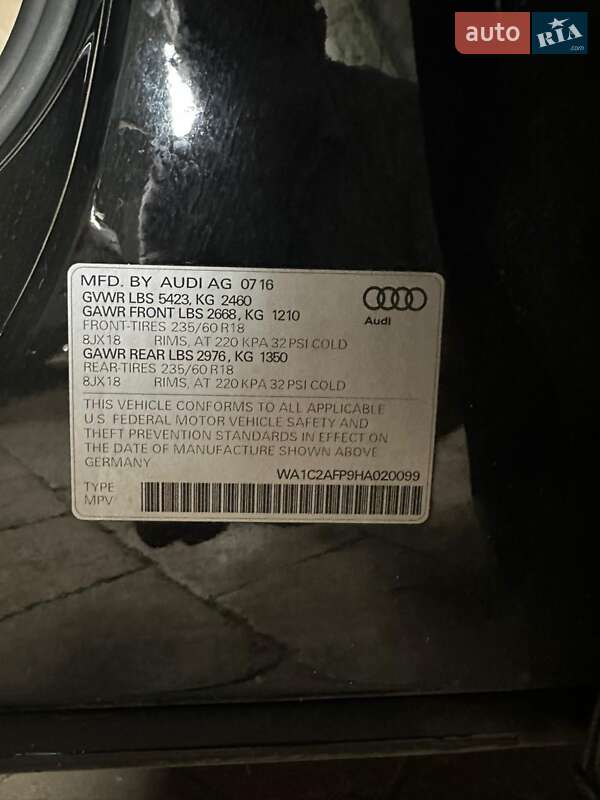 auto RIA.com
MFD. BY AUDI AG 07 16
GVWR LBS 5423, KG 2460
GAWR FRONT LBS 2668, KG 1210
FRONT-TIRES 235/60 R18
8JX18 RIMS, AT 220 KPA 32 PSI COLD
GAWR REAR LBS 2976, KG 1350
REAR-TIRES 235/60 R18
8JX18 RIMS, AT 220 KPA 32 PSI COLD
Audi
THIS VEHICLE CONFORMS TO ALL APPLICABLE
U.S. FEDERAL MOTOR VEHICLE SAFETY AND
THEFT PREVENTION STANDARDS IN EFFECT ON
THE DATE OF MANUFACTURE SHOWN ABOVE
GERMANY
WA1C2AFP9HA020099
TYPE
MPV